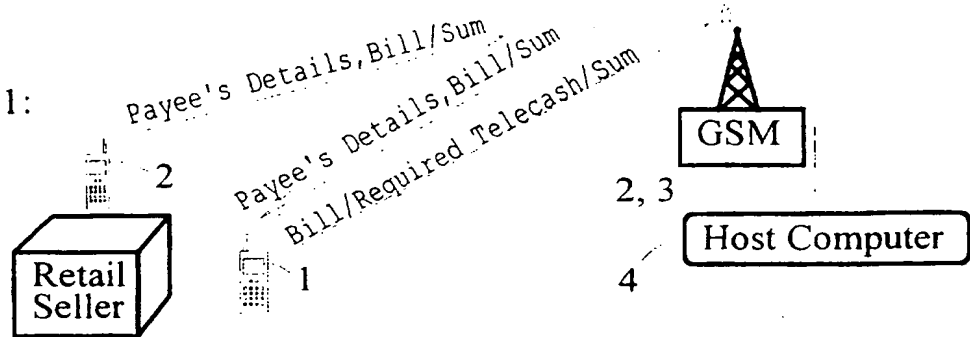 Payee's Details,Bill/Sum
1:
Payee's Details,Bill/Sum
Bill/Required Telecash/Sum
GSM
2
2, 3
Host Computer
Retail
Seller
1
4